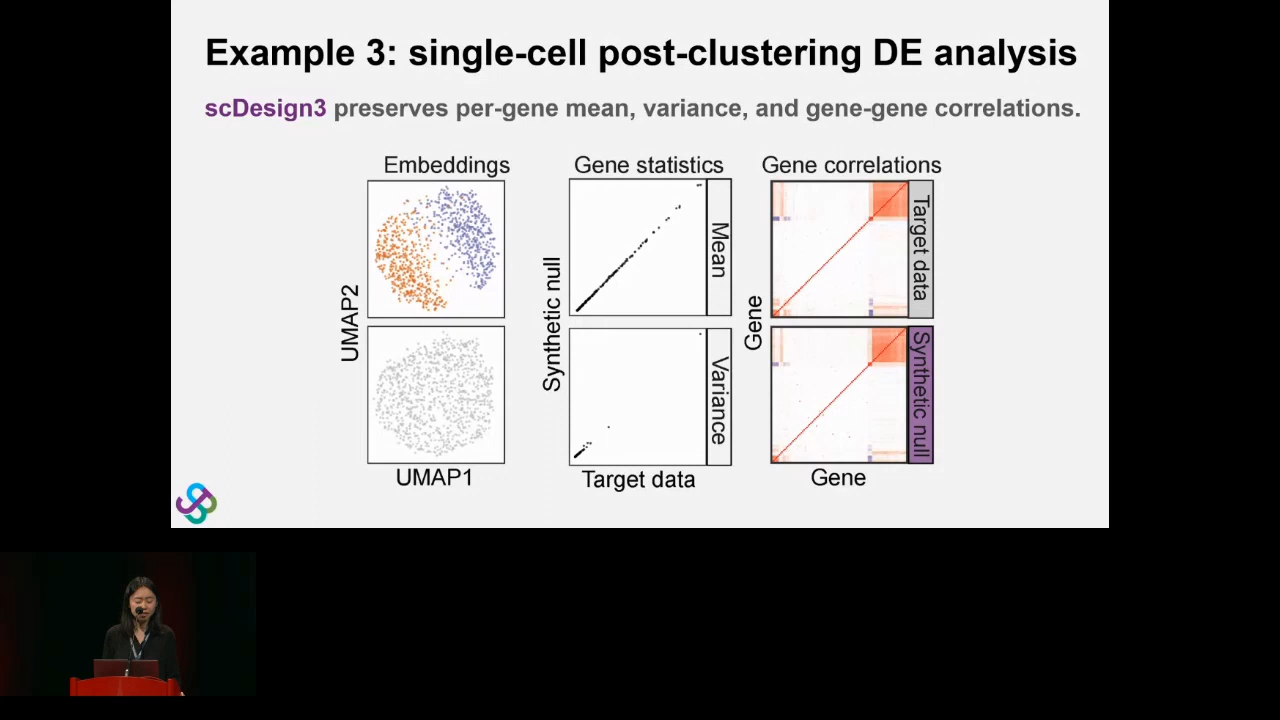 Example 3: single-cell post-clustering DE analysis
scDesign3 preserves per-gene mean, variance, and gene-gene correlations.
Embeddings
UMAP2
UMAP1
Gene statistics
Synthetic null
Mean
Variance
Target data
Gene correlations
Gene
Target data
Synthetic null
Gene